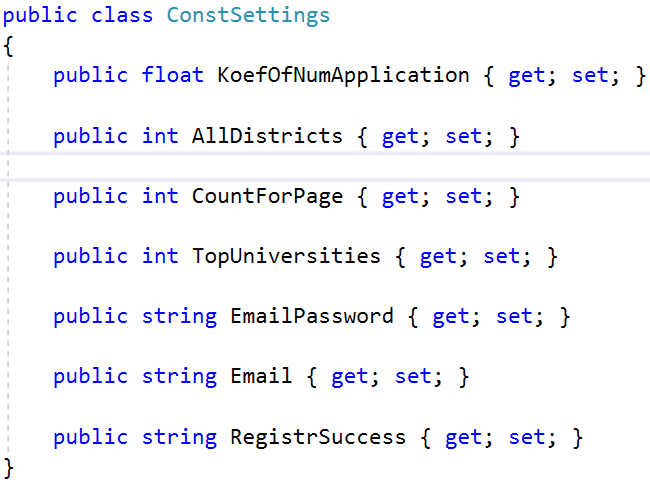 public class ConstSettings
{
public float KoefOfNumApplication { get; set; }
public int AllDistricts { get; set; }
public int CountForPage { get; set; }
public int TopUniversities { get; set; }
public string EmailPassword { get; set; }
public string Email { get; set; }
public string RegistrSuccess { get; set; }
}